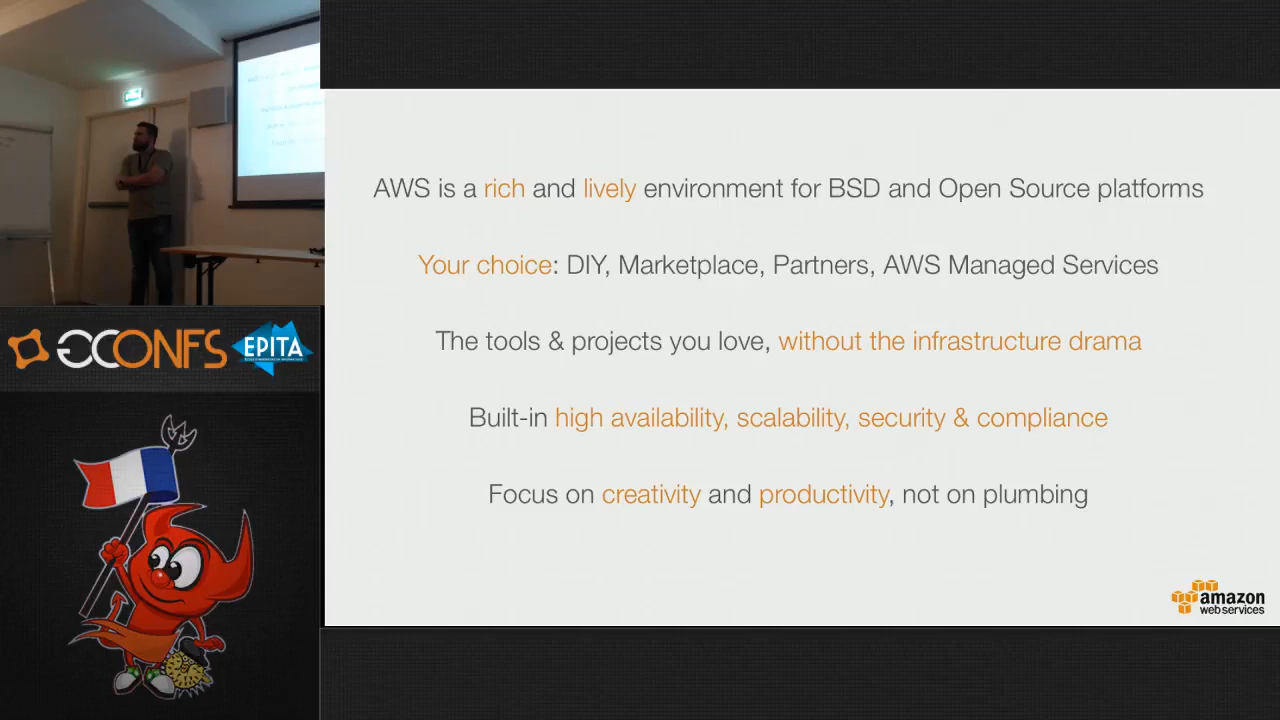 GCONFS
EPITA
AWS is a rich and lively environment for BSD and Open Source platforms
Your choice: DIY, Marketplace, Partners, AWS Managed Services
The tools & projects you love, without the infrastructure drama
Built-in high availability, scalability, security & compliance
Focus on creativity and productivity, not on plumbing
amazon
web services